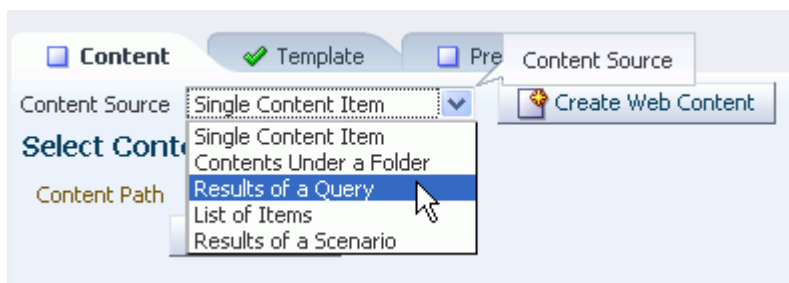 Content
Template
Pre
Content Source
Content Source
Single Content Item
Create Web Content
Select Conte
Single Content Item
Contents Under a Folder
Content Path
Results of a Query
List of Items
Results of a Scenario